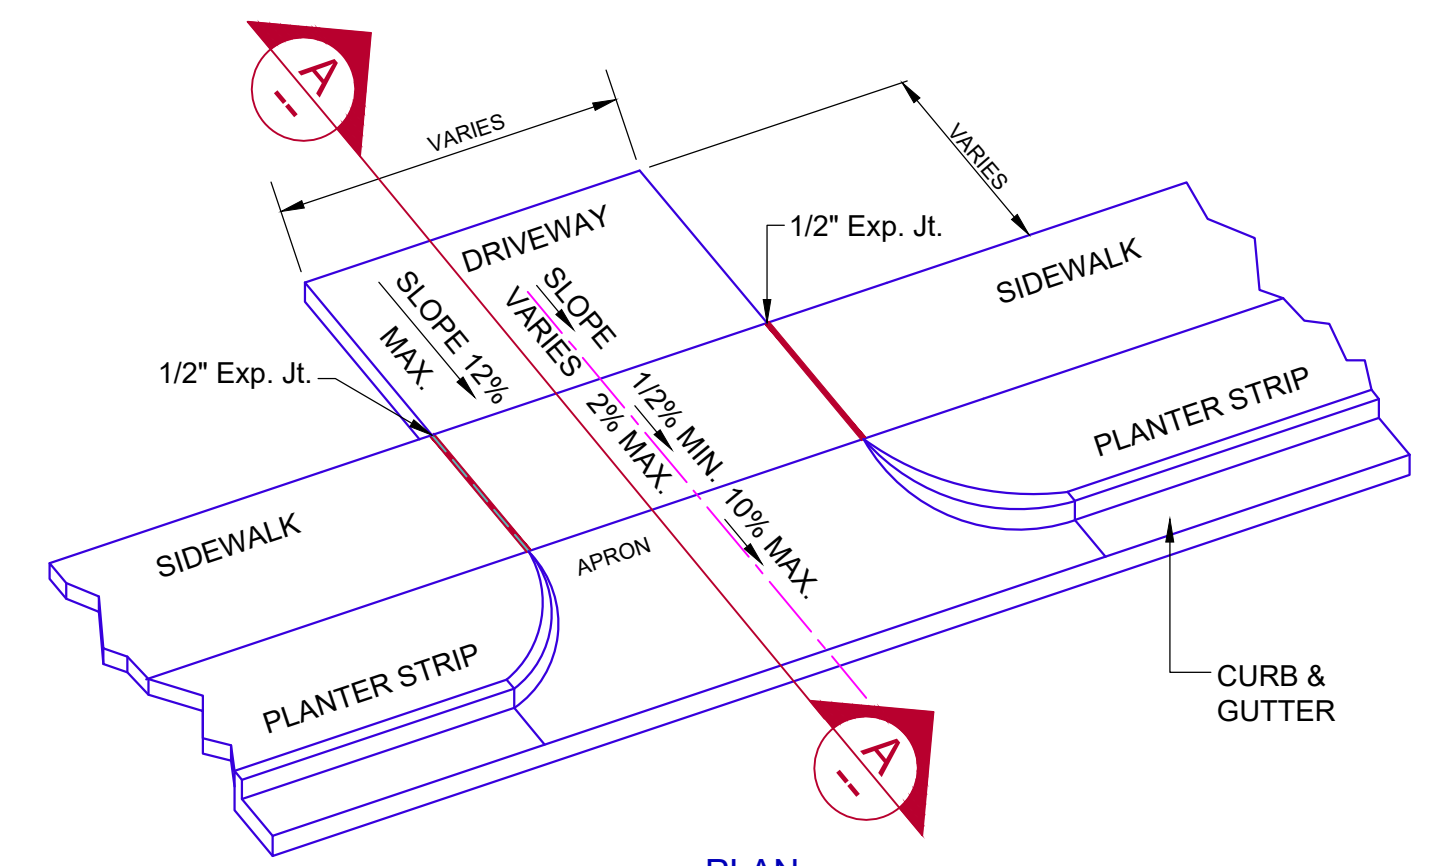 A
--
VARIES
VARIES
DRIVEWAY
1/2" Exp. Jt.
SIDEWALK
SLOPE 12%
MAX.
SLOPE
VARIES
1/2" Exp. Jt.
1/2% MIN.
2% MAX.
PLANTER STRIP
10% MAX.
SIDEWALK
APRON
PLANTER STRIP
CURB &
GUTTER
A
--
PLAN